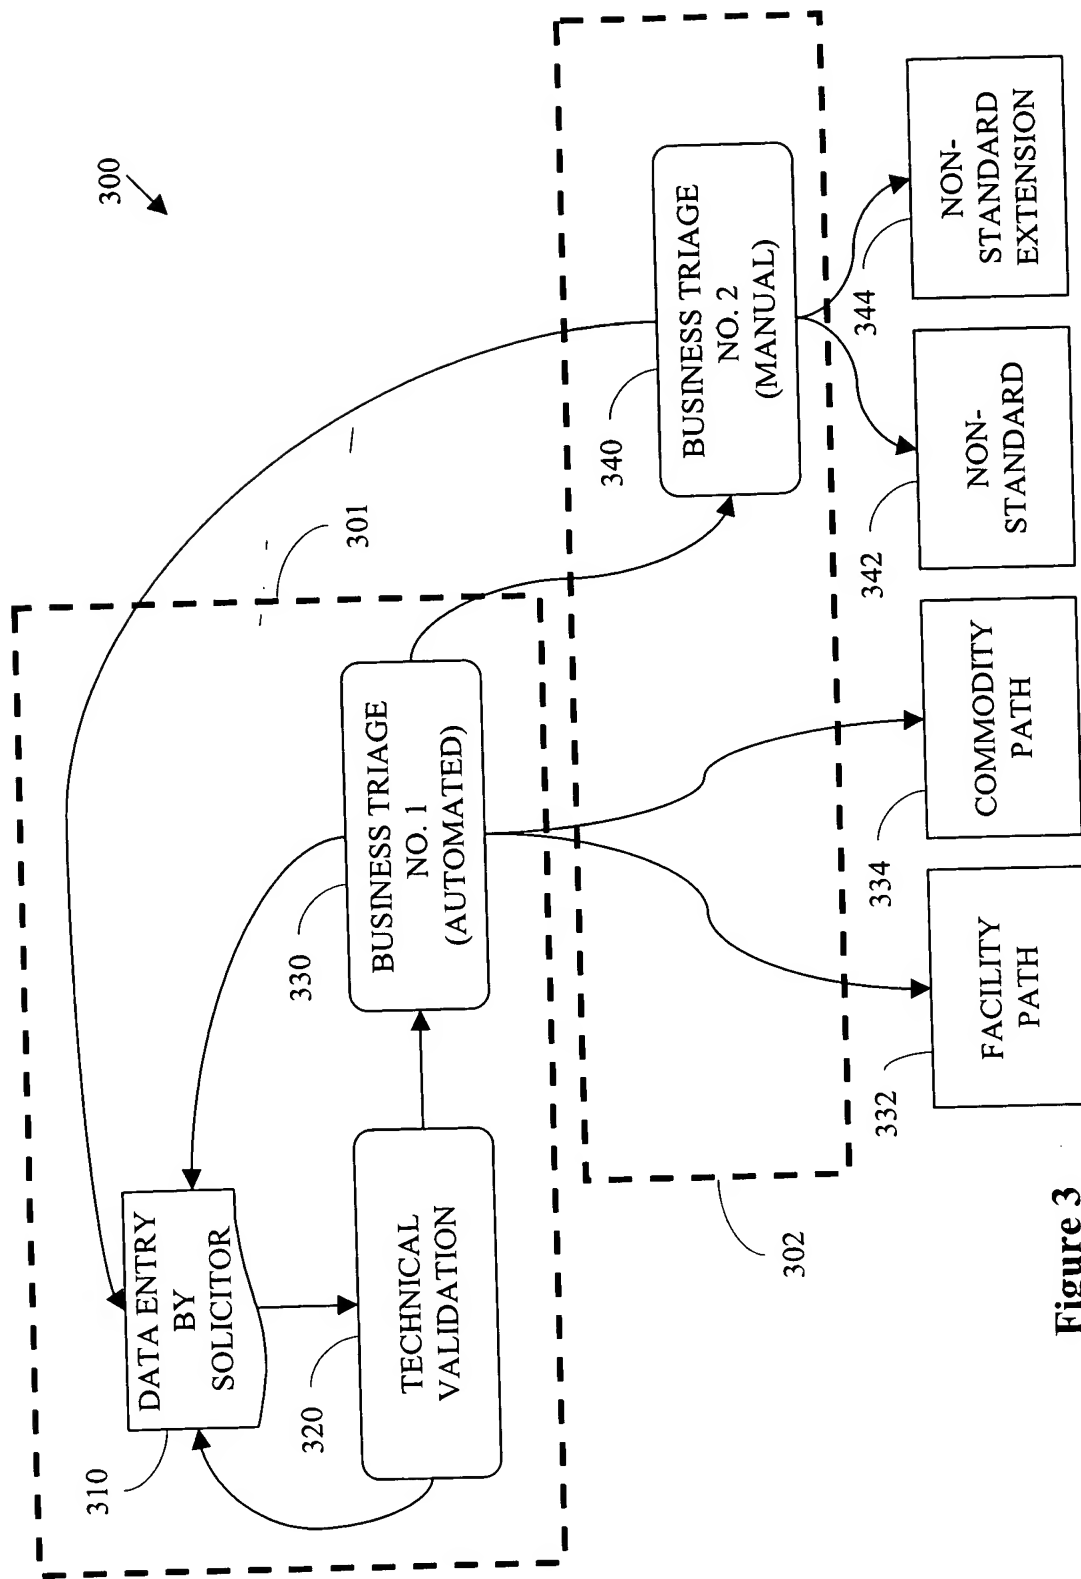 300
301
DATA ENTRY
BY
SOLICITOR
310
TECHNICAL
VALIDATION
320
BUSINESS TRIAGE
NO. 1
(AUTOMATED)
330
BUSINESS TRIAGE
NO. 2
(MANUAL)
340
302
FACILITY
PATH
332
COMMODITY
PATH
334
NON-
STANDARD
342
NON-
STANDARD
EXTENSION
344
Figure 3